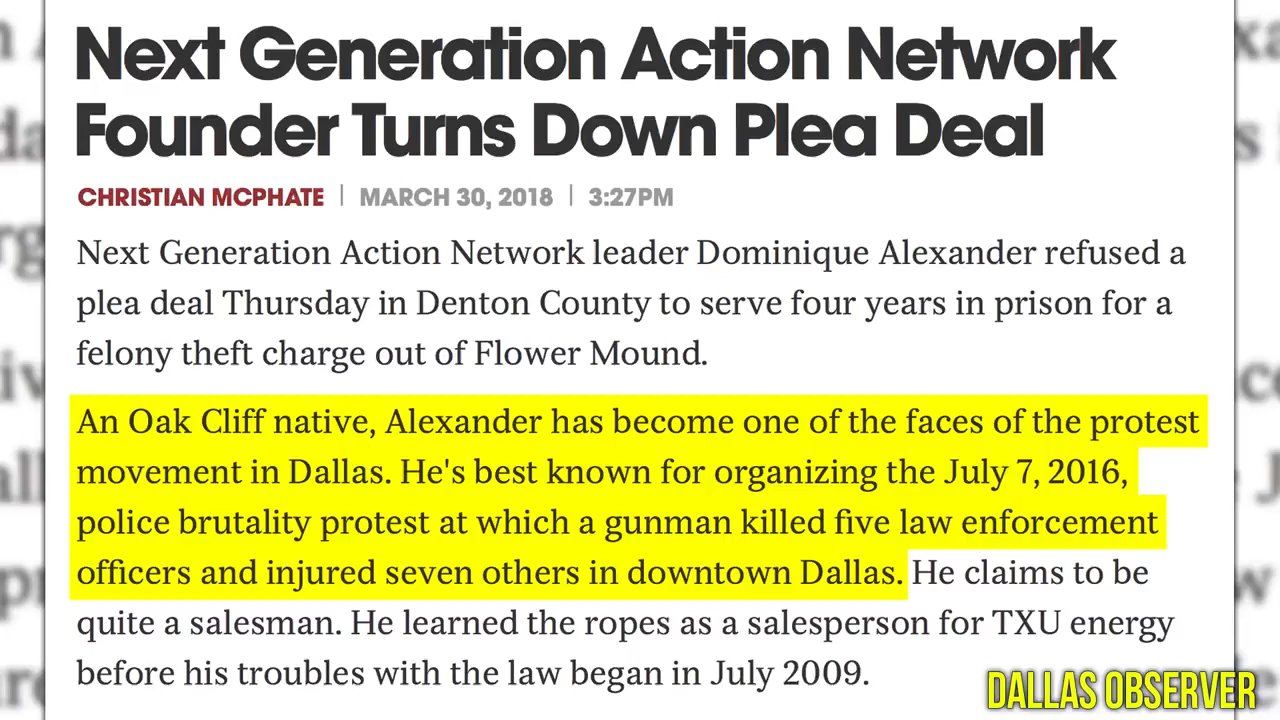 Next Generation Action Network
Founder Turns Down Plea Deal
CHRISTIAN MCPHATE | MARCH 30, 2018 | 3:27PM
Next Generation Action Network leader Dominique Alexander refused a
plea deal Thursday in Denton County to serve four years in prison for a
felony theft charge out of Flower Mound.
An Oak Cliff native, Alexander has become one of the faces of the protest
movement in Dallas. He's best known for organizing the July 7, 2016,
police brutality protest at which a gunman killed five law enforcement
officers and injured seven others in downtown Dallas. He claims to be
quite a salesman. He learned the ropes as a salesperson for TXU energy
before his troubles with the law began in July 2009.
DALLAS OBSERVER